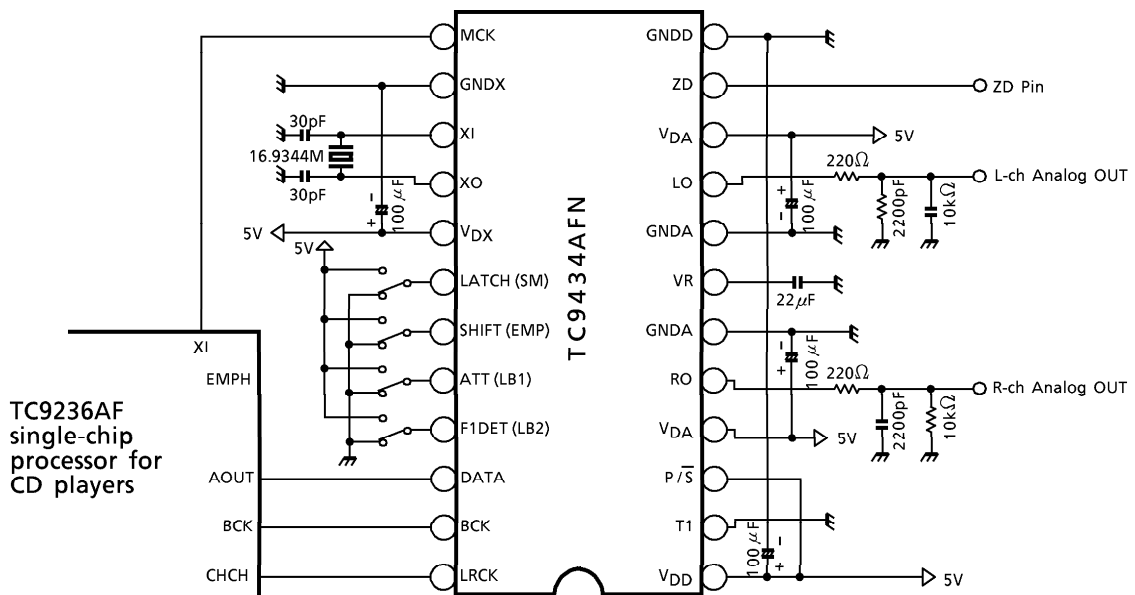 MCK
GNDX
XI
XO
VDX
LATCH (SM)
SHIFT (EMP)
ATT (LB1)
F1DET (LB2)
DATA
BCK
LRCK
TC9434AFN
GNDD
ZD
VDA
LO
GNDA
VR
GNDA
RO
VDA
P/S̅
T1
VDD
30pF
16.9344M
30pF
- + 100μF
5V
5V
XI
EMPH
AOUT
BCK
CHCH
TC9236AF
single-chip
processor for
CD players
ZD Pin
5V
220Ω
L-ch Analog OUT
+ - 100μF
2200pF
10kΩ
22μF
- + 100μF
220Ω
R-ch Analog OUT
2200pF
10kΩ
5V
100μF - +
5V